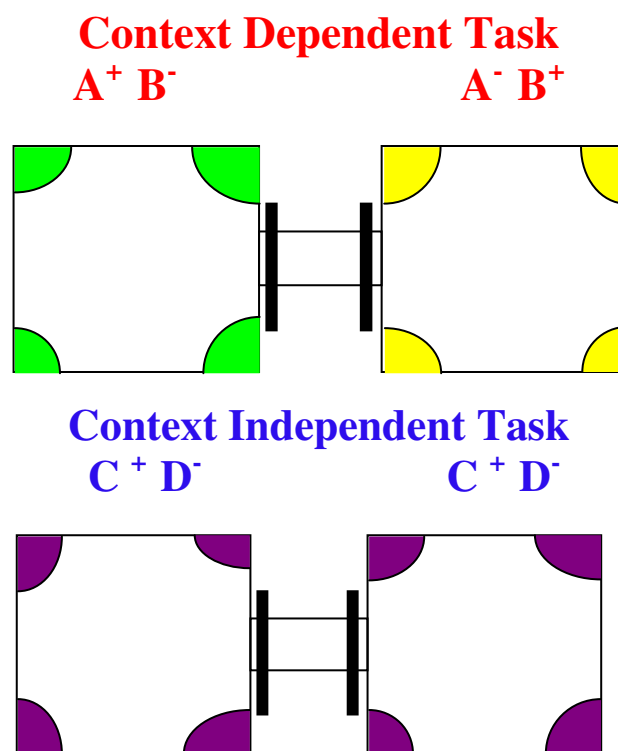 Context Dependent Task
A⁺ B⁻ A⁻ B⁺
Context Independent Task
C ⁺ D⁻ C ⁺ D⁻